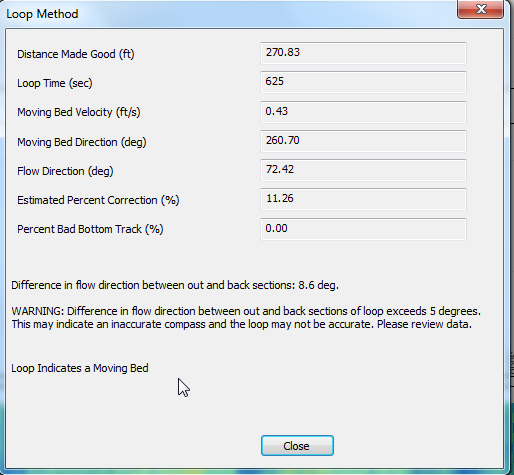 Loop Method
Distance Made Good (ft) 270.83
Loop Time (sec) 625
Moving Bed Velocity (ft/s) 0.43
Moving Bed Direction (deg) 260.70
Flow Direction (deg) 72.42
Estimated Percent Correction (%) 11.26
Percent Bad Bottom Track (%) 0.00
Difference in flow direction between out and back sections: 8.6 deg.
WARNING: Difference in flow direction between out and back sections of loop exceeds 5 degrees.
This may indicate an inaccurate compass and the loop may not be accurate. Please review data.
Loop Indicates a Moving Bed
Close